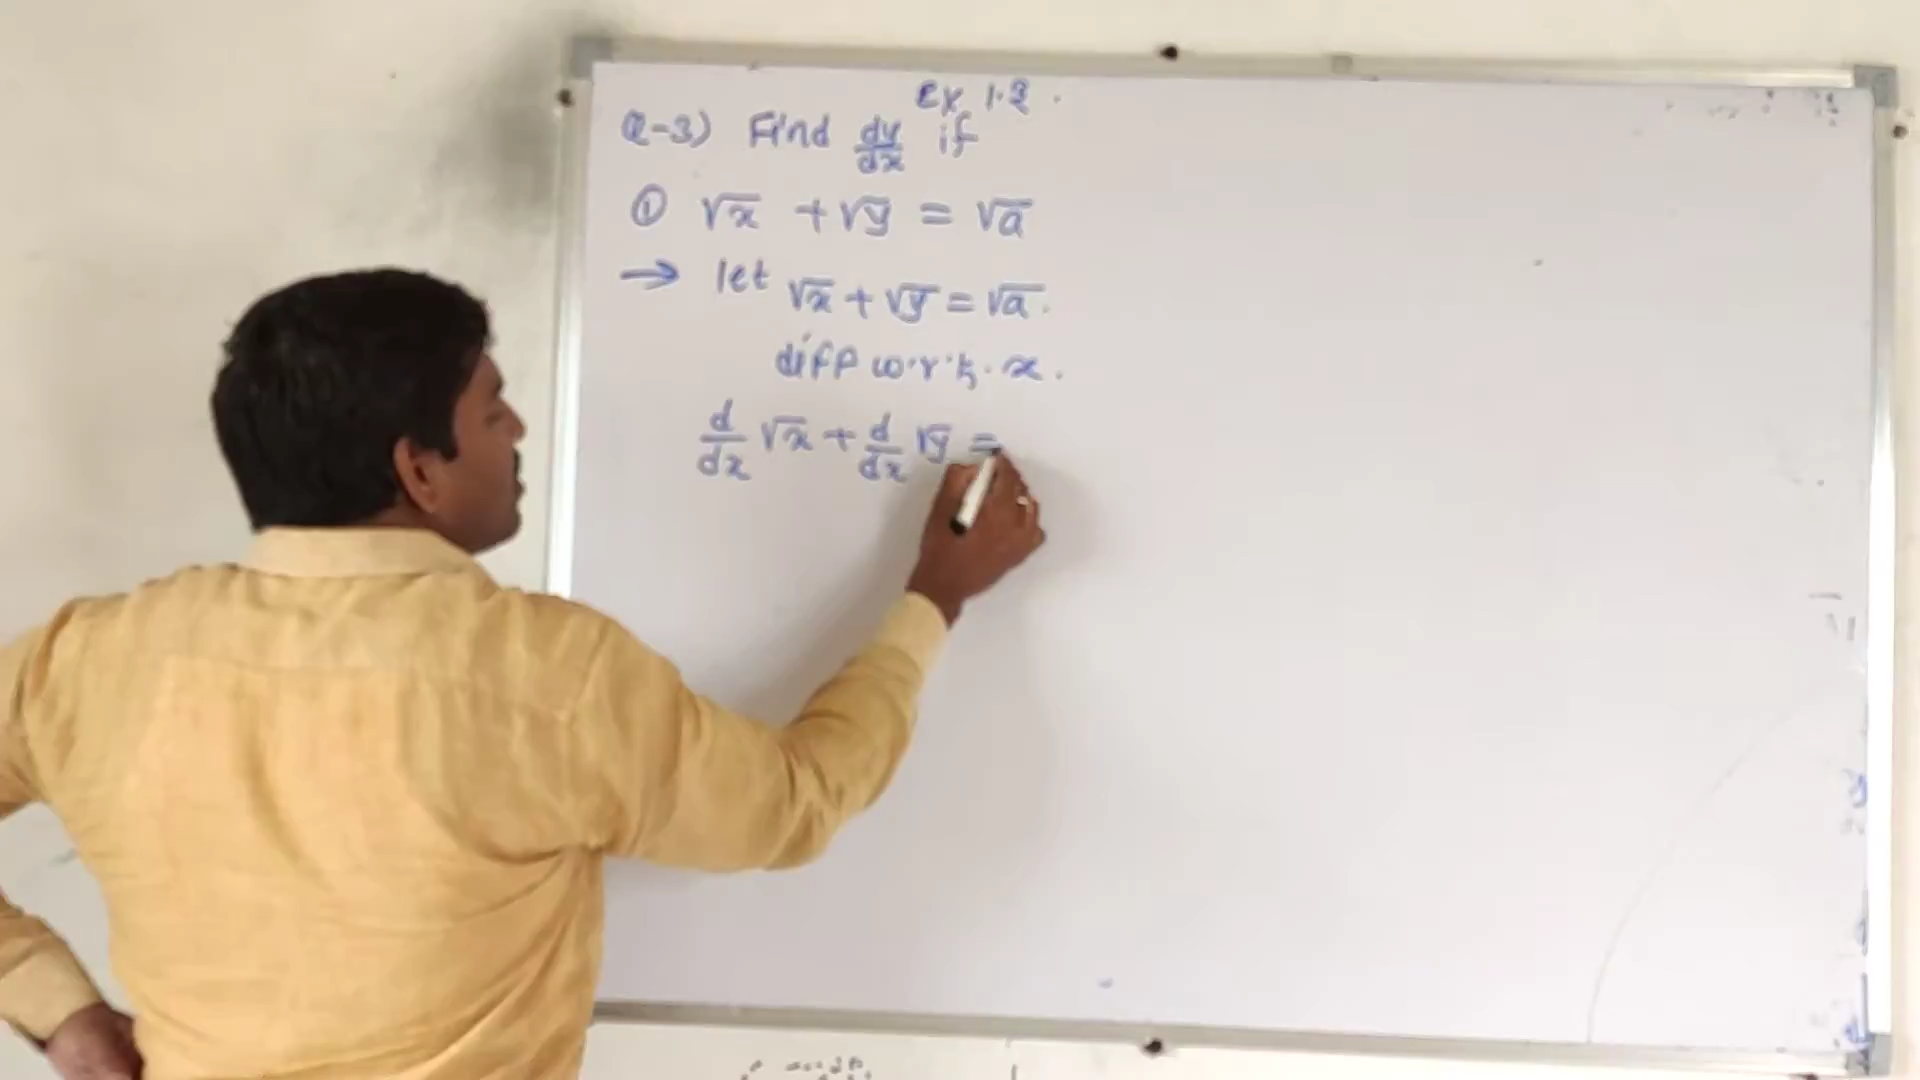 Ex 1.3
Q-3) Find dy/dx if
① √x + √y = √a
→ let √x + √y = √a.
diff w.r.t. x.
d/dx √x + d/dx √y =